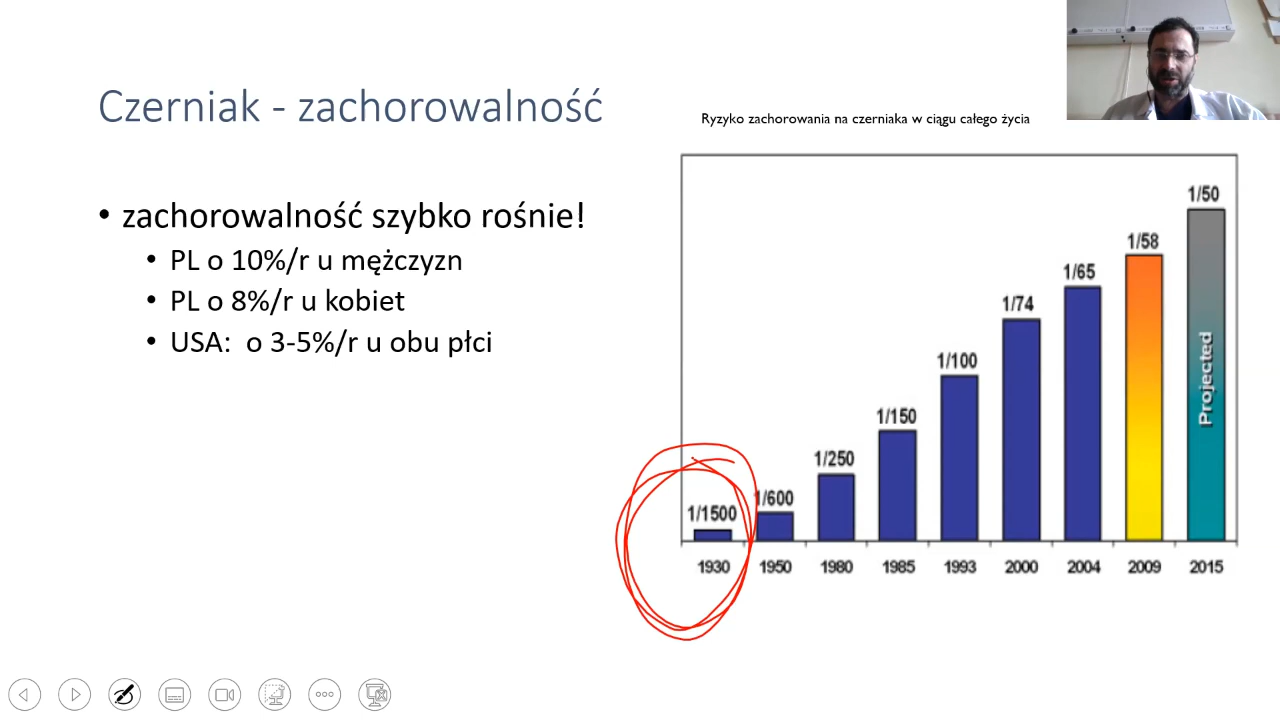 Czerniak - zachorowalność
Ryzyko zachorowania na czerniaka w ciągu całego życia
• zachorowalność szybko rośnie!
• PL o 10%/r u mężczyzn
• PL o 8%/r u kobiet
• USA: o 3-5%/r u obu płci
1/1500
1/600
1/250
1/150
1/100
1/74
1/65
1/58
1/50
Projected
1930 1950 1980 1985 1993 2000 2004 2009 2015